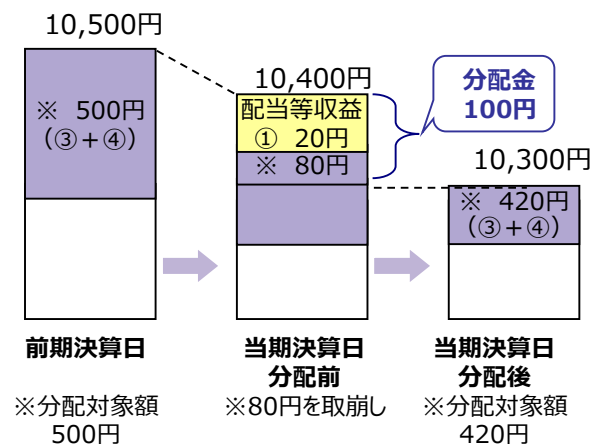 10,500円
※ 500円
(③+④)
10,400円
配当等収益
① 20円
※ 80円
分配金
100円
10,300円
※ 420円
(③+④)
前期決算日
※分配対象額
500円
当期決算日
分配前
※80円を取崩し
当期決算日
分配後
※分配対象額
420円